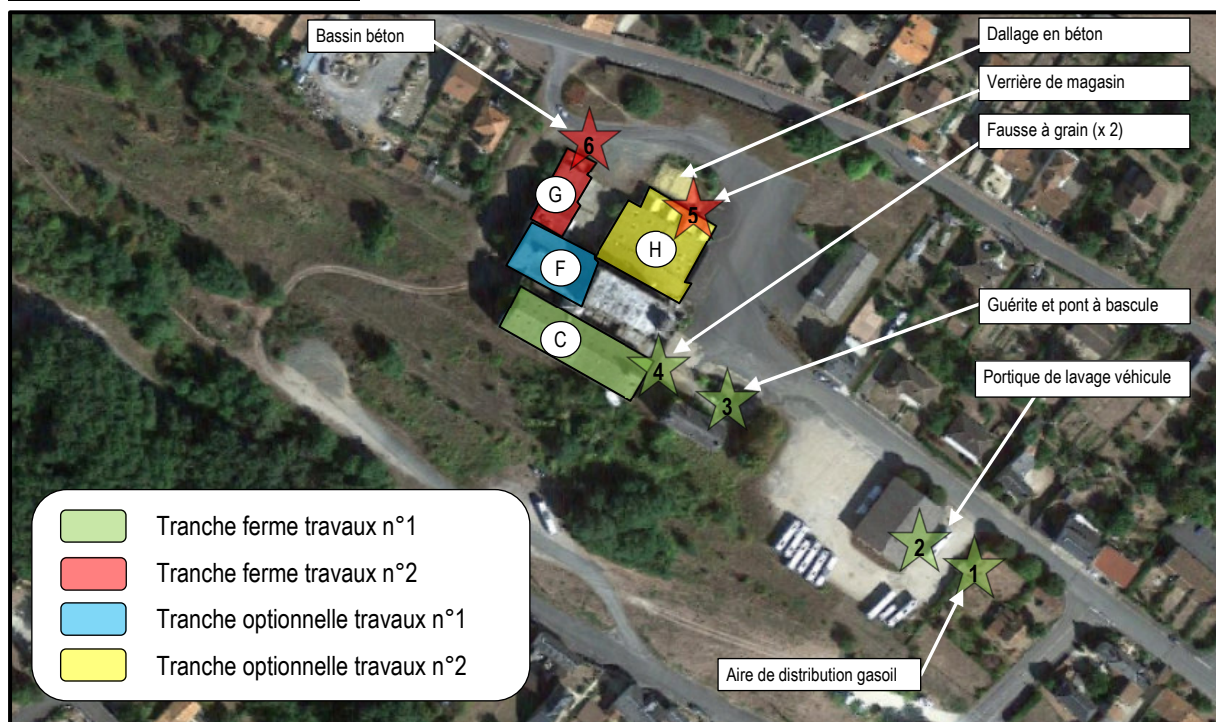 Bassin béton
Dallage en béton
Verrière de magasin
Fausse à grain (x 2)
6
G
5
H
F
C
4
3
Guérite et pont à bascule
Portique de lavage véhicule
2
1
Aire de distribution gasoil
Tranche ferme travaux n°1
Tranche ferme travaux n°2
Tranche optionnelle travaux n°1
Tranche optionnelle travaux n°2